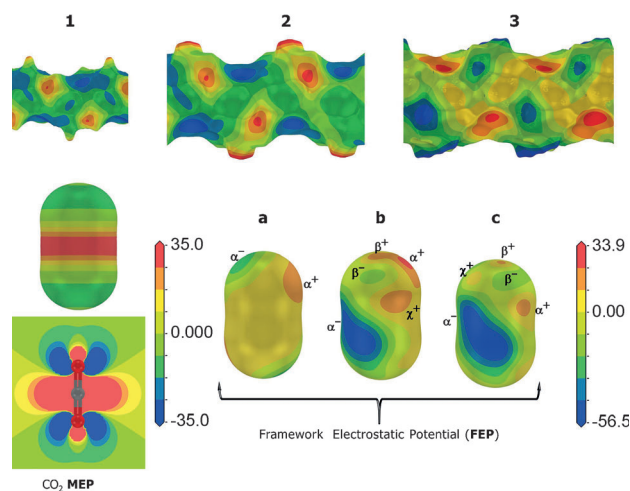 1 2 3
a b c
α⁻ α⁺
β⁺ α⁺ β⁻ χ⁺ α⁻
β⁺ χ⁺ β⁻ α⁺ α⁻
35.0
0.000
-35.0
33.9
0.00
-56.5
Framework Electrostatic Potential (FEP)
CO₂ MEP